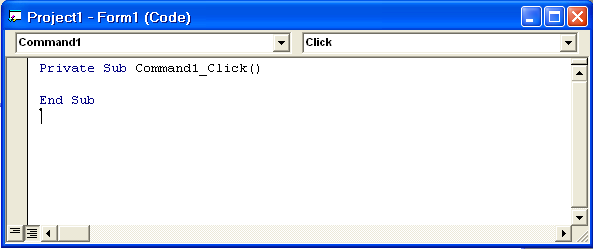 Project1 - Form1 (Code)
Command1 Click
Private Sub Command1_Click()
End Sub